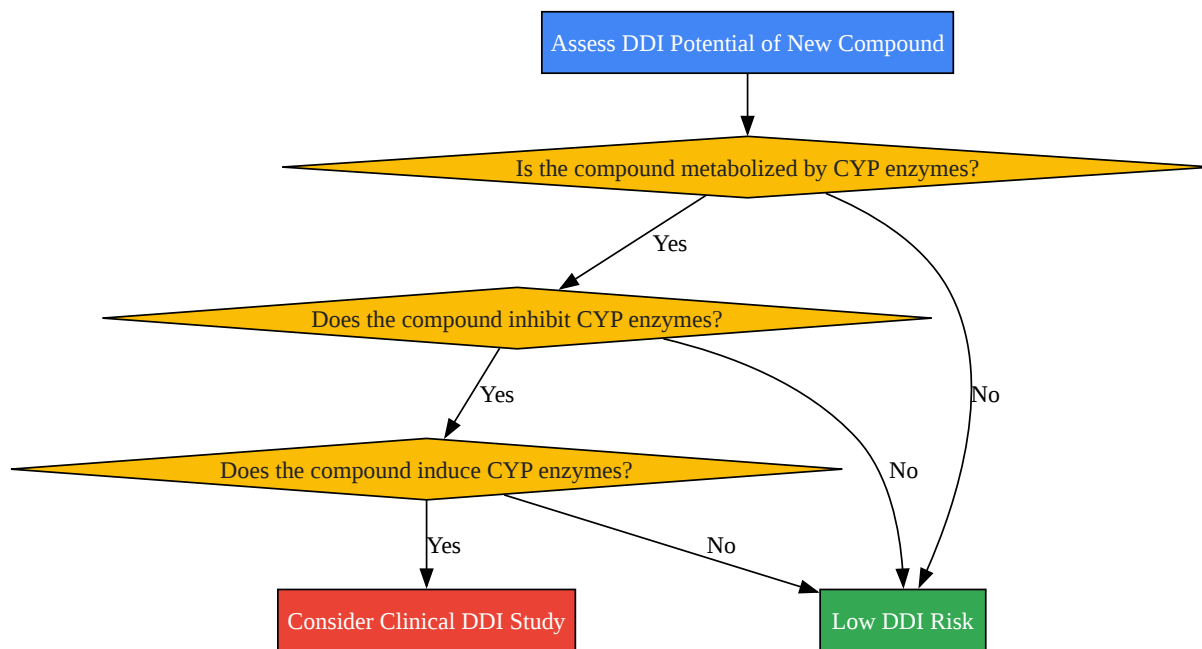 Assess DDI Potential of New Compound
Is the compound metabolized by CYP enzymes?
Yes
Does the compound inhibit CYP enzymes?
Yes
No
Does the compound induce CYP enzymes?
No
Yes
No
Consider Clinical DDI Study
Low DDI Risk